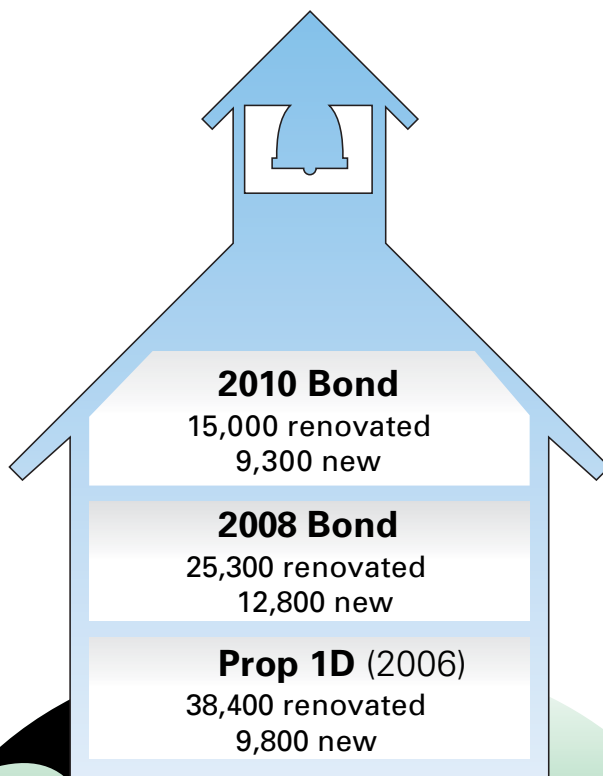 2010 Bond
15,000 renovated
9,300 new
2008 Bond
25,300 renovated
12,800 new
Prop 1D (2006)
38,400 renovated
9,800 new